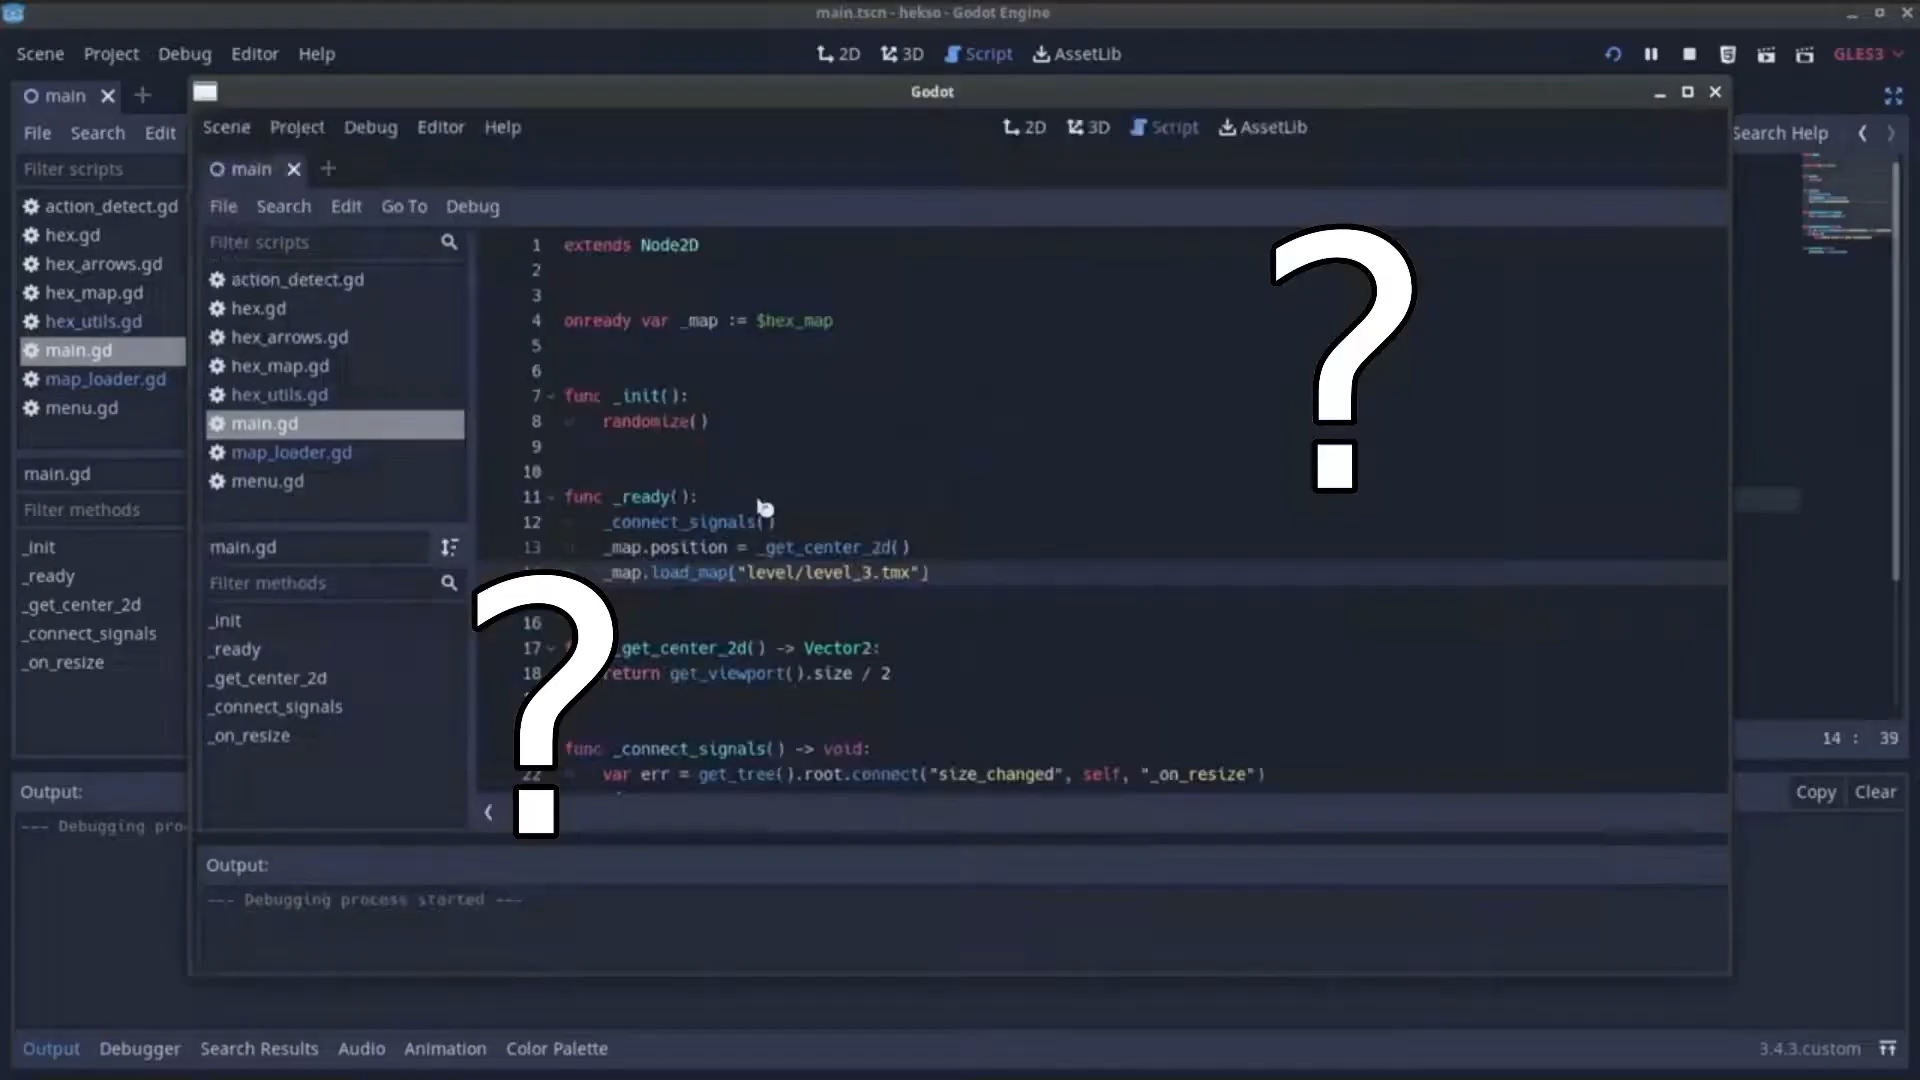 main.tscn - hekso - Godot Engine
Scene Project Debug Editor Help
2D 3D Script AssetLib
GLES3
main
File Search Edit
Search Help
Filter scripts
action_detect.gd
hex.gd
hex_arrows.gd
hex_map.gd
hex_utils.gd
main.gd
map_loader.gd
menu.gd
main.gd
Filter methods
_init
_ready
_get_center_2d
_connect_signals
_on_resize
14 : 39
Output:
Copy Clear
--- Debugging pro
Godot
Scene Project Debug Editor Help
2D 3D Script AssetLib
main
File Search Edit Go To Debug
Filter scripts
action_detect.gd
hex.gd
hex_arrows.gd
hex_map.gd
hex_utils.gd
main.gd
map_loader.gd
menu.gd
main.gd
Filter methods
_init
_ready
_get_center_2d
_connect_signals
_on_resize
1 extends Node2D
2
3
4 onready var _map := $hex_map
5
6
7 func _init():
8 randomize()
9
10
11 func _ready():
12 _connect_signals()
13 _map.position = _get_center_2d()
_map.load_map("level/level_3.tmx")
16
17 _get_center_2d() -> Vector2:
18 return get_viewport().size / 2
func _connect_signals() -> void:
22 var err = get_tree().root.connect("size_changed", self, "_on_resize")
?
?
Output:
--- Debugging process started ---
Output Debugger Search Results Audio Animation Color Palette
3.4.3.custom